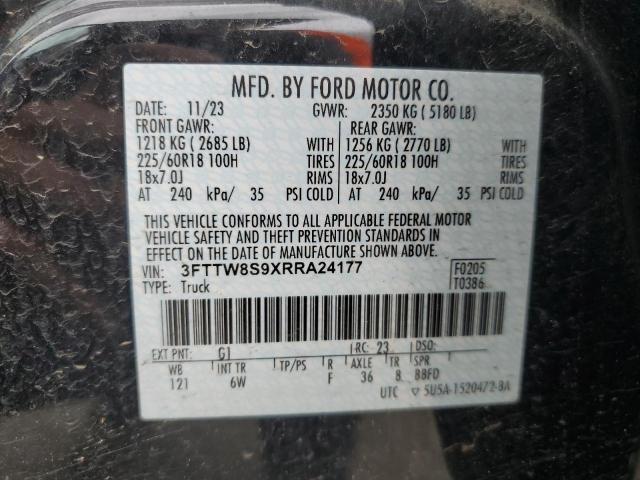 MFD. BY FORD MOTOR CO.
DATE: 11/23 GVWR: 2350 KG ( 5180 LB)
FRONT GAWR: REAR GAWR:
1218 KG ( 2685 LB) WITH 1256 KG ( 2770 LB) WITH
225/60R18 100H TIRES 225/60R18 100H TIRES
18x7.0J RIMS 18x7.0J RIMS
AT 240 kPa/ 35 PSI COLD AT 240 kPa/ 35 PSI COLD
THIS VEHICLE CONFORMS TO ALL APPLICABLE FEDERAL MOTOR
VEHICLE SAFETY AND THEFT PREVENTION STANDARDS IN
EFFECT ON THE DATE OF MANUFACTURE SHOWN ABOVE.
VIN: 3FTTW8S9XRRA24177 F0205
TYPE: Truck T0386
EXT PNT: G1 RC: 23 DSO:
WB INT TR TP/PS R AXLE TR SPR
121 6W F 36 8 BBFD
UTC ▽ 5U5A-1520472-BA